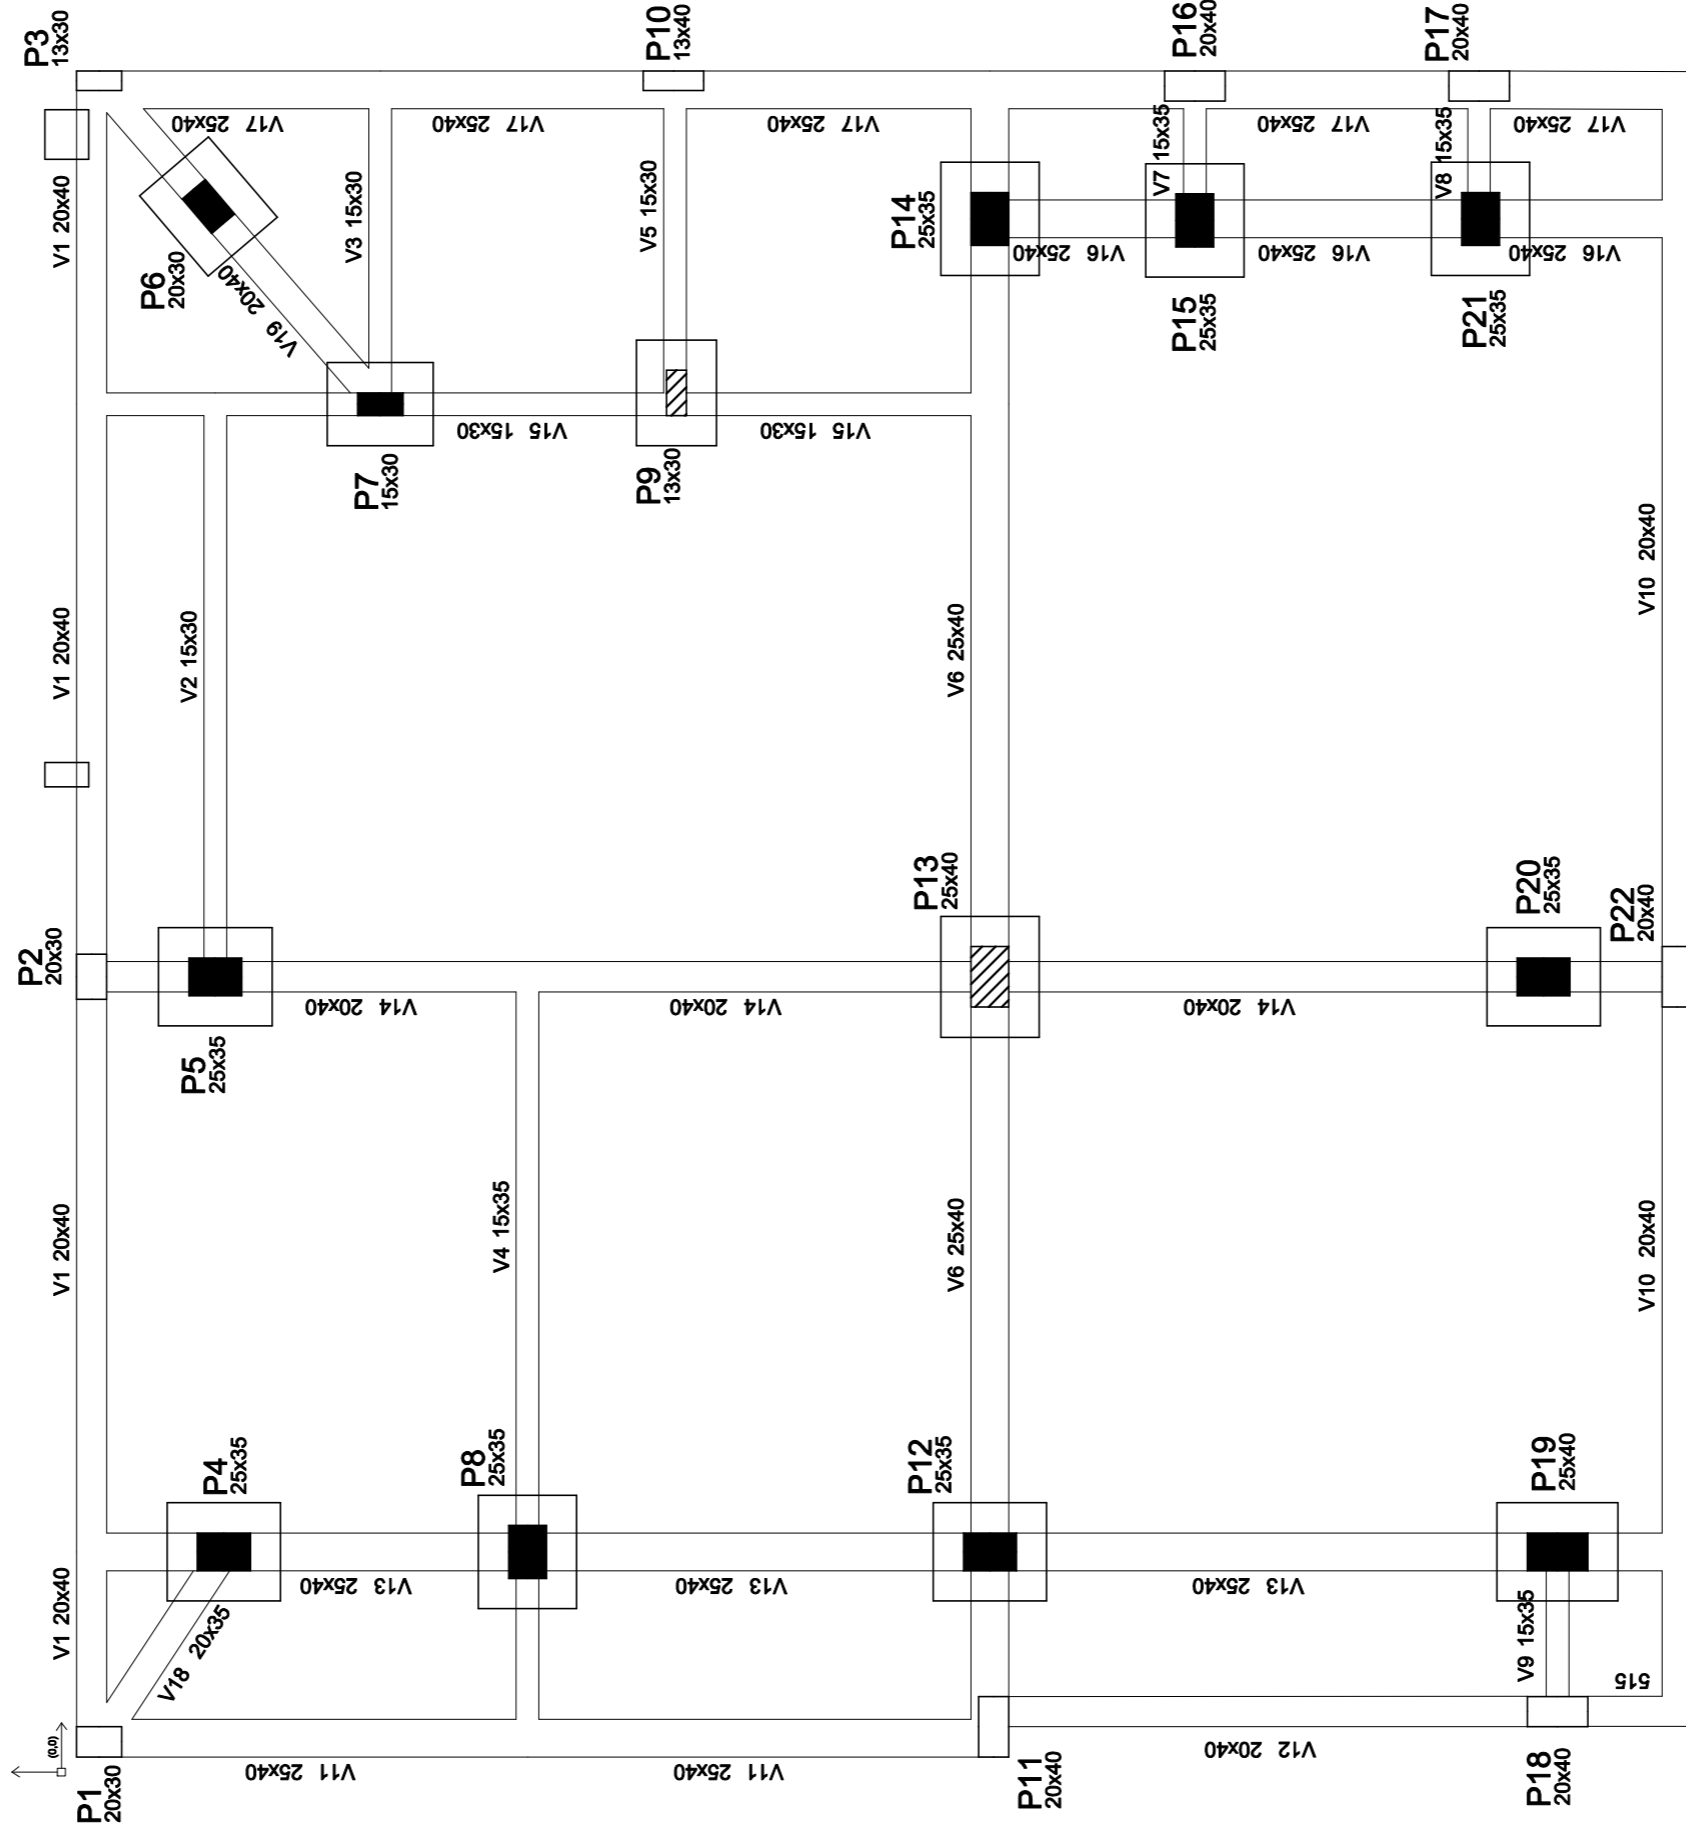 P3
13x30
P10
13x40
P16
20x40
P17
20x40
V1 20x40
V17 25x40
V17 25x40
V17 25x40
V17 25x40
V17 25x40
V7 15x35
V8 15x35
P6
20x30
V19 20x40
V3 15x30
V5 15x30
P14
25x35
V16 25x40
V16 25x40
V16 25x40
P15
25x35
P21
25x35
P7
15x30
V15 15x30
P9
13x30
V15 15x30
V1 20x40
V2 15x30
V6 25x40
V10 20x40
P2
20x30
P5
25x35
V14 20x40
V14 20x40
P13
25x40
V14 20x40
P20
25x35
P22
20x40
V1 20x40
V4 15x35
V6 25x40
V10 20x40
P4
25x35
P8
25x35
P12
25x35
P19
25x40
V1 20x40
V18 20x35
V13 25x40
V13 25x40
V13 25x40
V9 15x35
515
(0,0)
P1
20x30
V11 25x40
V11 25x40
P11
20x40
V12 20x40
P18
20x40